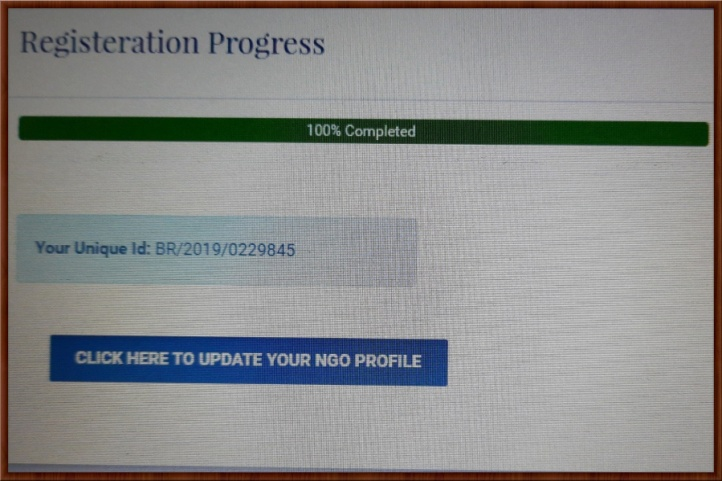 Registeration Progress
100% Completed
Your Unique Id: BR/2019/0229845
CLICK HERE TO UPDATE YOUR NGO PROFILE